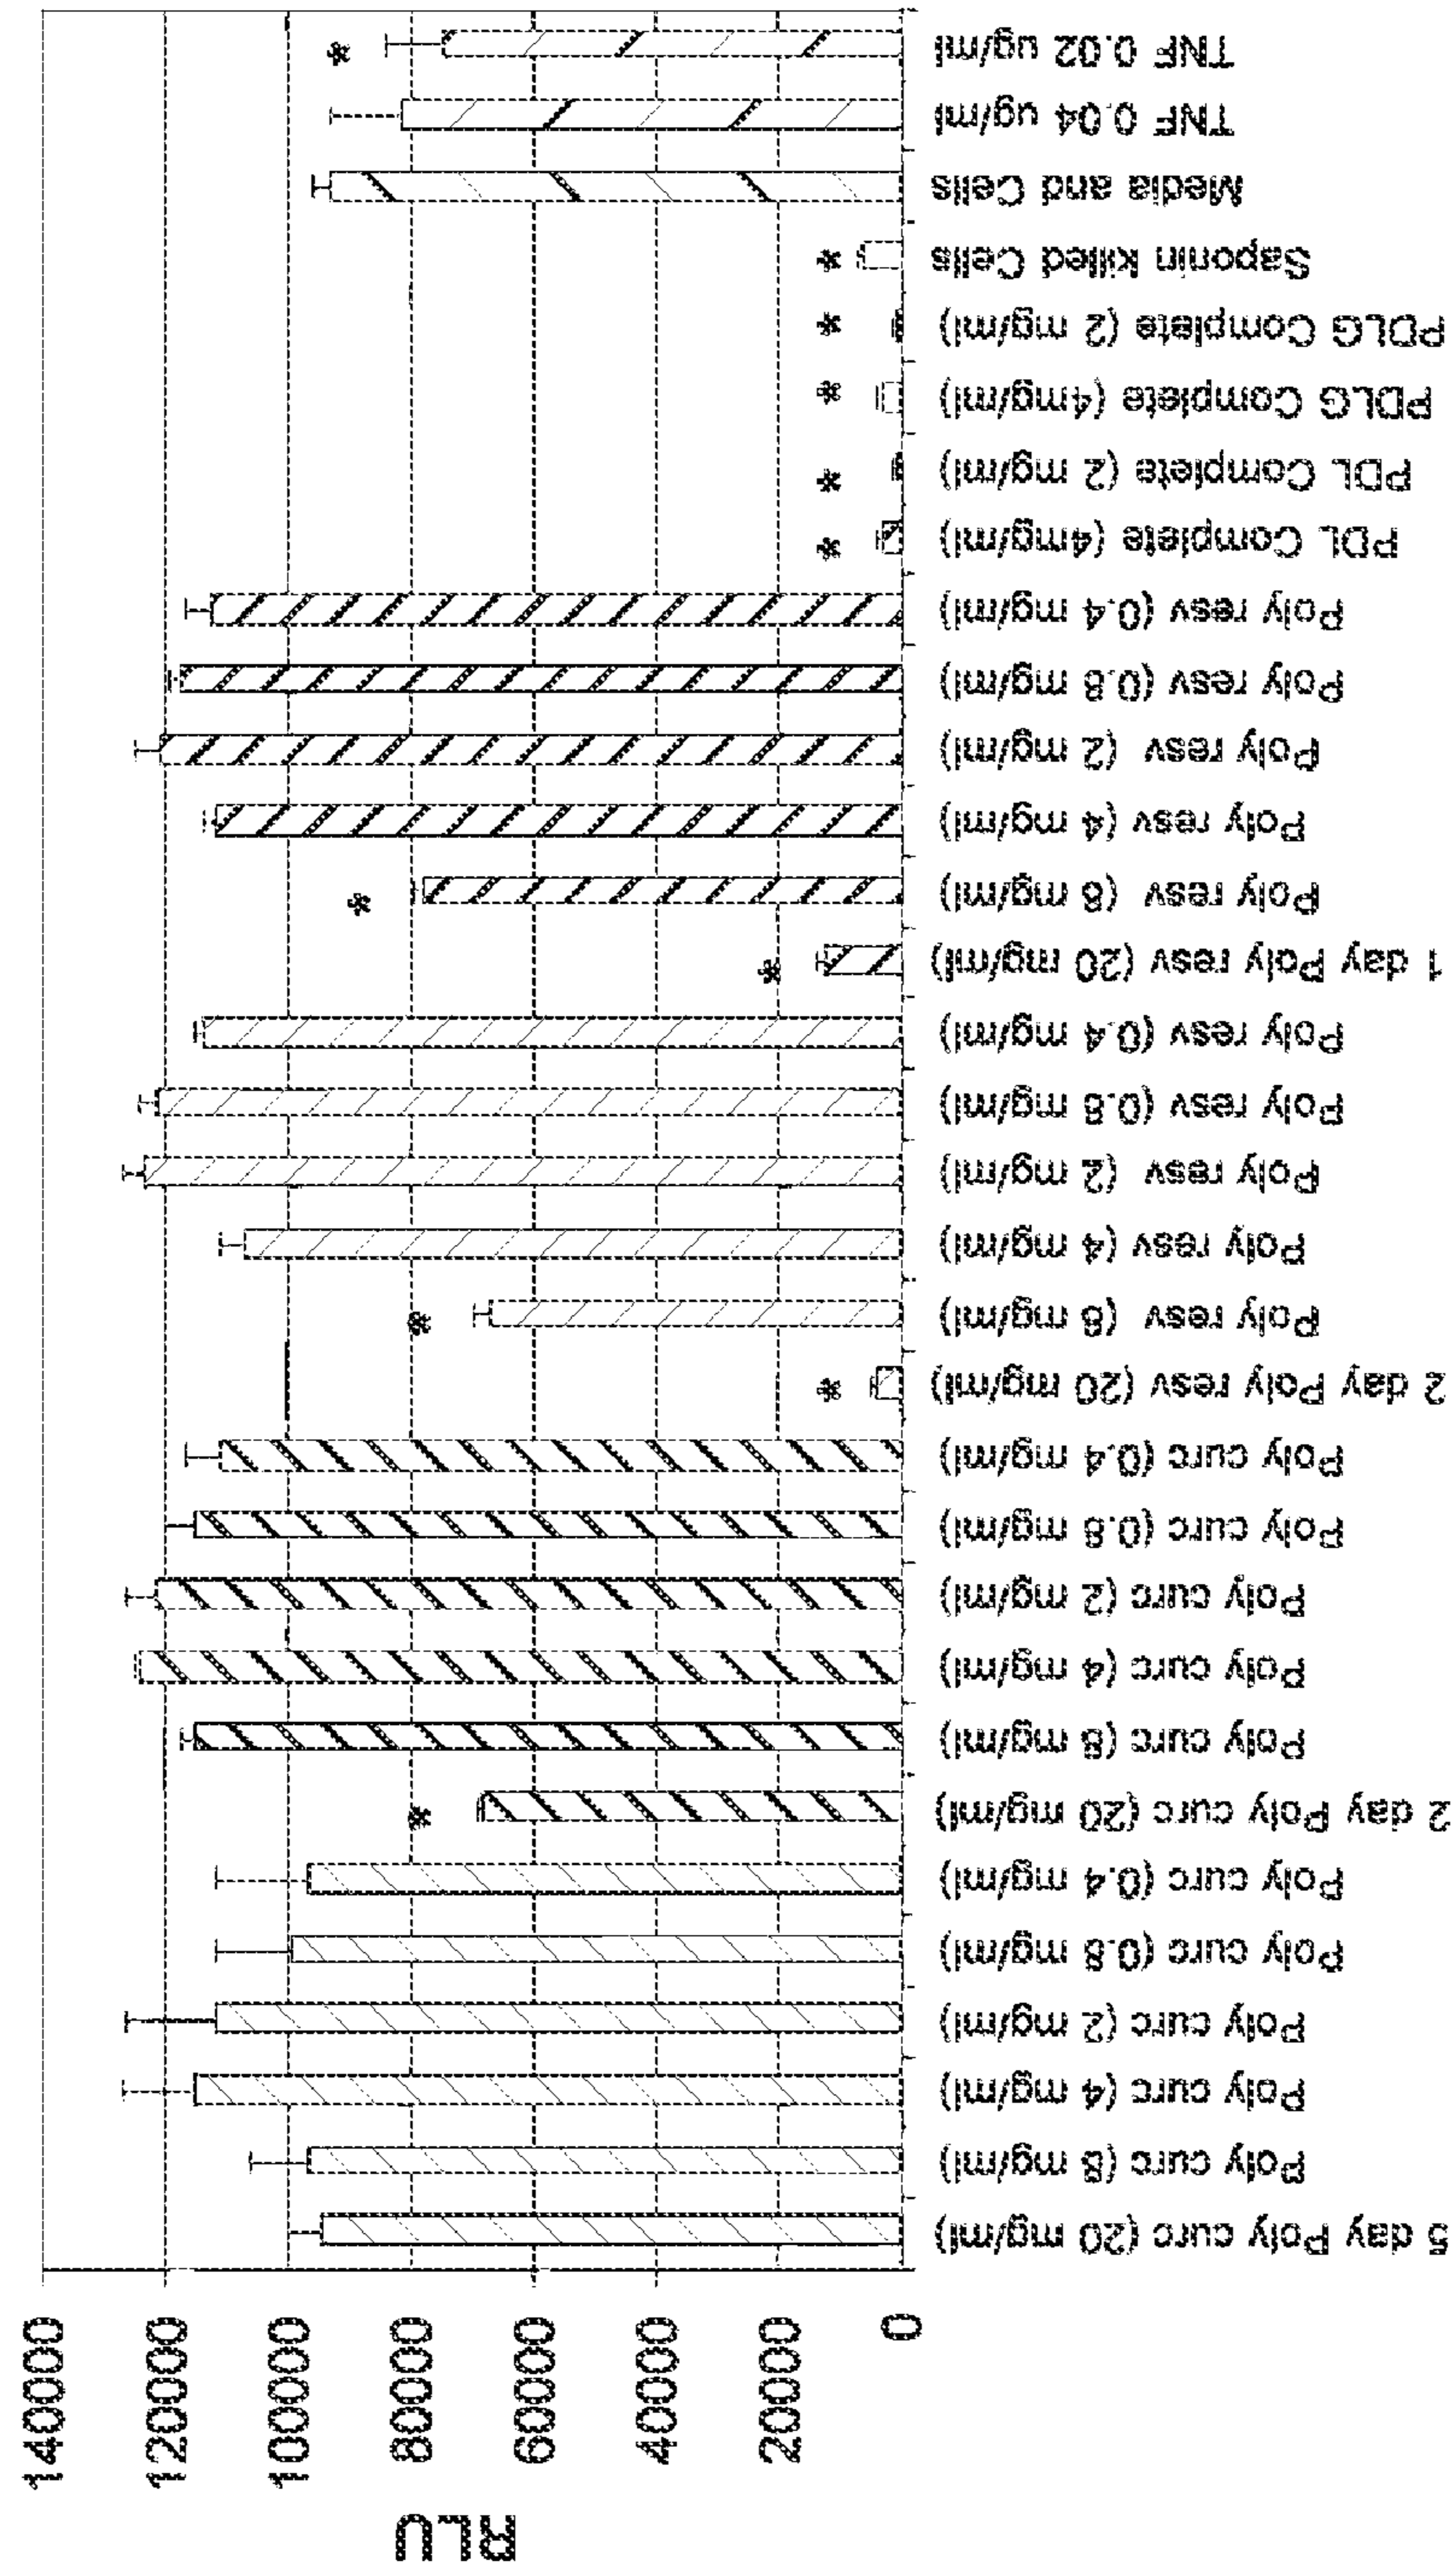 RLU
140000
120000
100000
80000
60000
40000
20000
0
5 day Poly curc (20 mg/ml)
Poly curc (8 mg/ml)
Poly curc (4 mg/ml)
Poly curc (2 mg/ml)
Poly curc (0.8 mg/ml)
Poly curc (0.4 mg/ml)
2 day Poly curc (20 mg/ml)
Poly curc (8 mg/ml)
Poly curc (4 mg/ml)
Poly curc (2 mg/ml)
Poly curc (0.8 mg/ml)
Poly curc (0.4 mg/ml)
2 day Poly resv (20 mg/ml)
Poly resv (8 mg/ml)
Poly resv (4 mg/ml)
Poly resv (2 mg/ml)
Poly resv (0.8 mg/ml)
Poly resv (0.4 mg/ml)
1 day Poly resv (20 mg/ml)
Poly resv (8 mg/ml)
Poly resv (4 mg/ml)
Poly resv (2 mg/ml)
Poly resv (0.8 mg/ml)
Poly resv (0.4 mg/ml)
PDL Complete (4mg/ml)
PDL Complete (2 mg/ml)
PDLG Complete (4mg/ml)
PDLG Complete (2 mg/ml)
Saponin killed Cells
Media and Cells
TNF 0.04 ug/ml
TNF 0.02 ug/ml